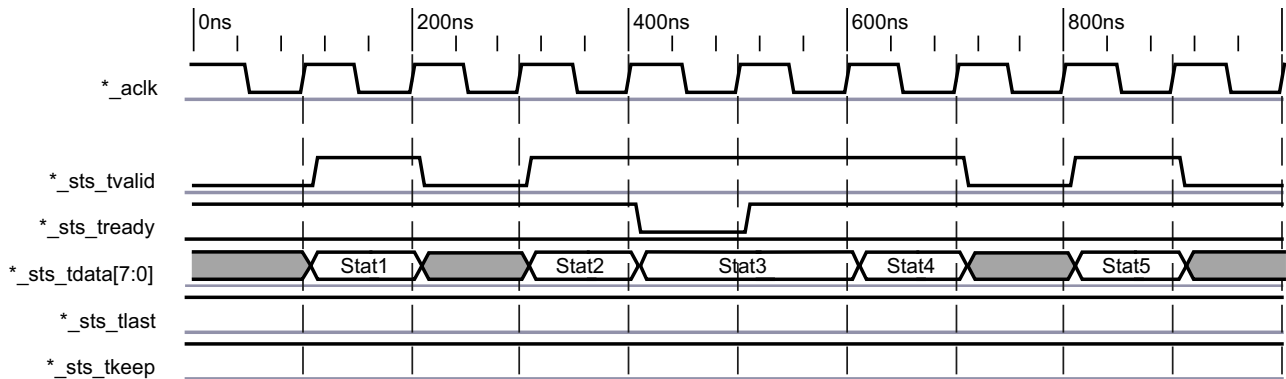 0ns 200ns 400ns 600ns 800ns
*_aclk
*_sts_tvalid
*_sts_tready
*_sts_tdata[7:0] Stat1 Stat2 Stat3 Stat4 Stat5
*_sts_tlast
*_sts_tkeep